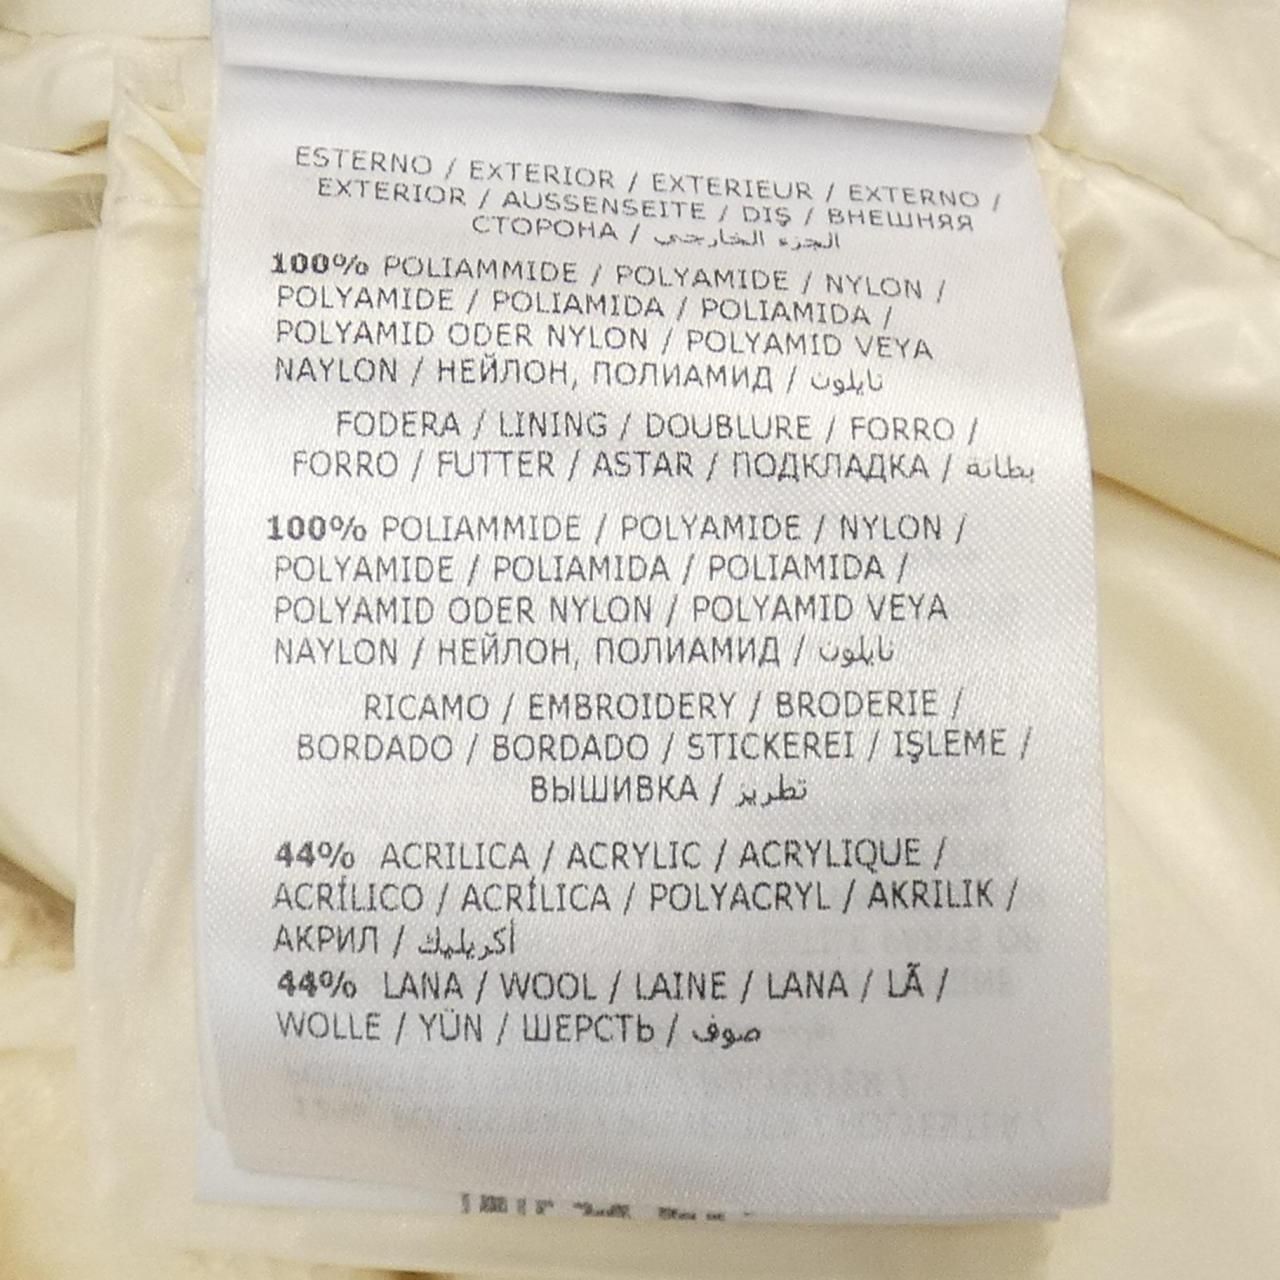 ESTERNO / EXTERIOR / EXTERIEUR / EXTERNO /
EXTERIOR / AUSSENSEITE / DIŞ / ВНЕШНЯЯ
СТОРОНА / الجزء الخارجي
100% POLIAMMIDE / POLYAMIDE / NYLON /
POLYAMIDE / POLIAMIDA / POLIAMIDA /
POLYAMID ODER NYLON / POLYAMID VEYA
NAYLON / НЕЙЛОН, ПОЛИАМИД / نايلون
FODERA / LINING / DOUBLURE / FORRO /
FORRO / FUTTER / ASTAR / ПОДКЛАДКА / بطانة
100% POLIAMMIDE / POLYAMIDE / NYLON /
POLYAMIDE / POLIAMIDA / POLIAMIDA /
POLYAMID ODER NYLON / POLYAMID VEYA
NAYLON / НЕЙЛОН, ПОЛИАМИД / نايلون
RICAMO / EMBROIDERY / BRODERIE /
BORDADO / BORDADO / STICKEREI / IŞLEME /
ВЫШИВКА / تطريز
44% ACRILICA / ACRYLIC / ACRYLIQUE /
ACRÍLICO / ACRÍLICA / POLYACRYL / AKRILIK /
АКРИЛ / أكريليك
44% LANA / WOOL / LAINE / LANA / LÃ /
WOLLE / YÜN / ШЕРСТЬ / صوف